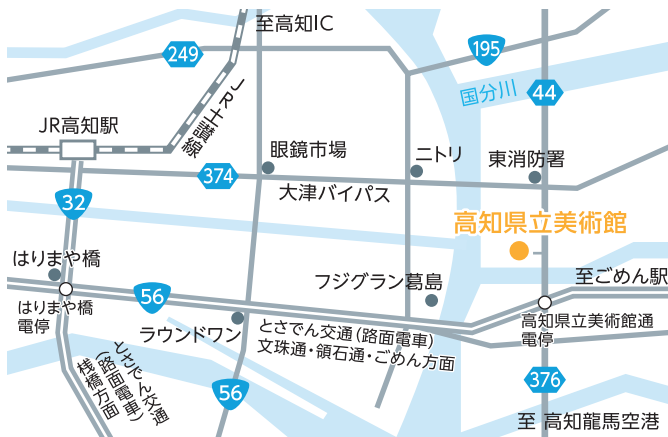 至高知IC
249
195
JR土讃線
国分川
44
JR高知駅
眼鏡市場
ニトリ
東消防署
374
大津バイパス
32
高知県立美術館
はりまや橋
フジグラン葛島
至ごめん駅
56
はりまや橋
電停
ラウンドワン
とさでん交通(路面電車)
文珠通・領石通・ごめん方面
高知県立美術館通
電停
とさでん交通
(路面電車)
桟橋方面
56
376
至 高知龍馬空港